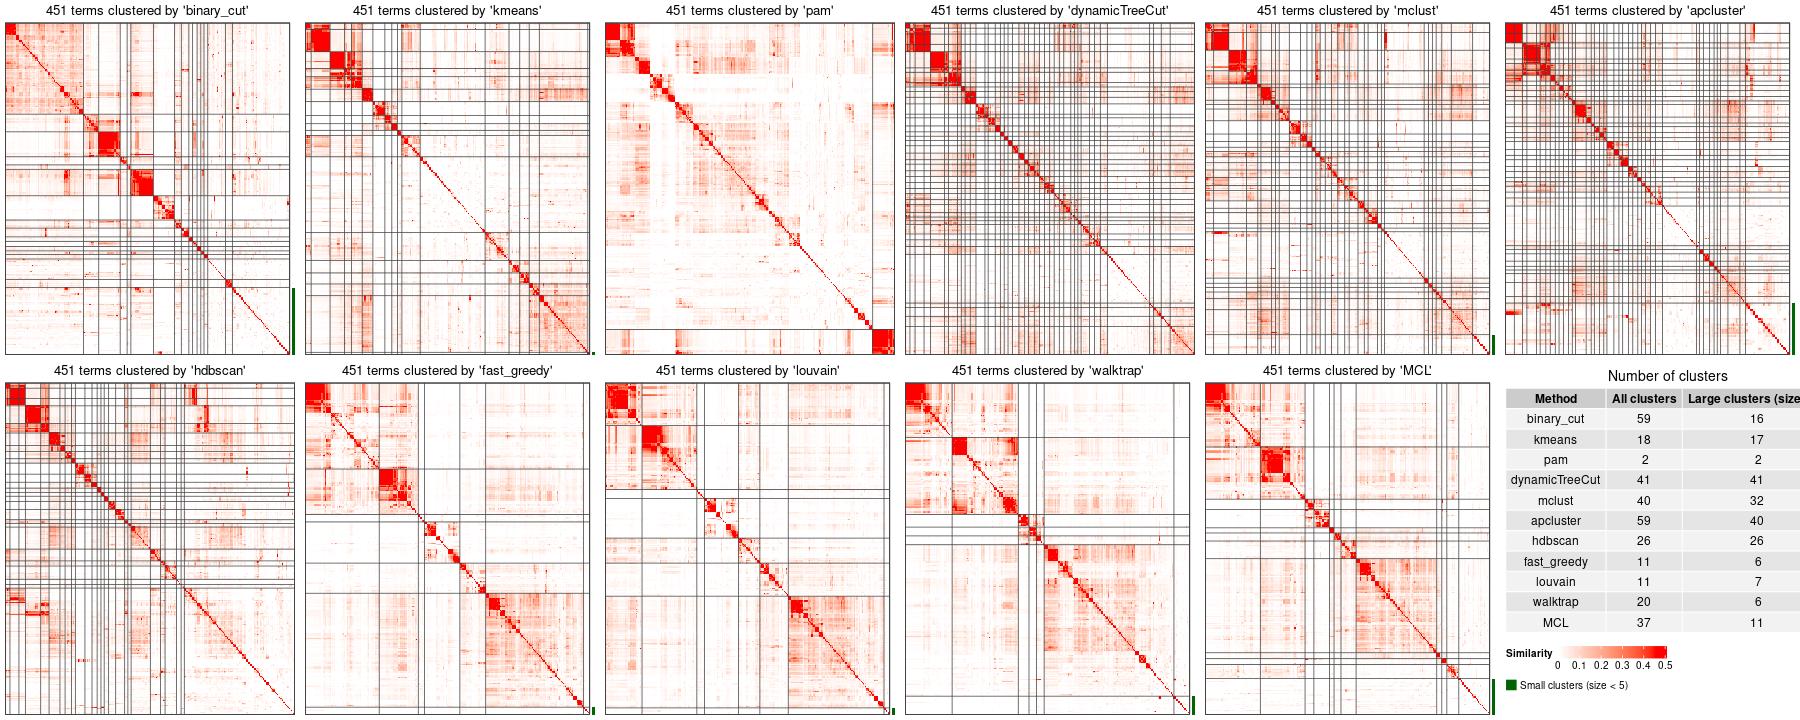 451 terms clustered by 'binary_cut'
451 terms clustered by 'kmeans'
451 terms clustered by 'pam'
451 terms clustered by 'dynamicTreeCut'
451 terms clustered by 'mclust'
451 terms clustered by 'apcluster'
451 terms clustered by 'hdbscan'
451 terms clustered by 'fast_greedy'
451 terms clustered by 'louvain'
451 terms clustered by 'walktrap'
451 terms clustered by 'MCL'
Number of clusters
Method All clusters Large clusters (size
binary_cut 59 16
kmeans 18 17
pam 2 2
dynamicTreeCut 41 41
mclust 40 32
apcluster 59 40
hdbscan 26 26
fast_greedy 11 6
louvain 11 7
walktrap 20 6
MCL 37 11
Similarity
0 0.1 0.2 0.3 0.4 0.5
Small clusters (size < 5)